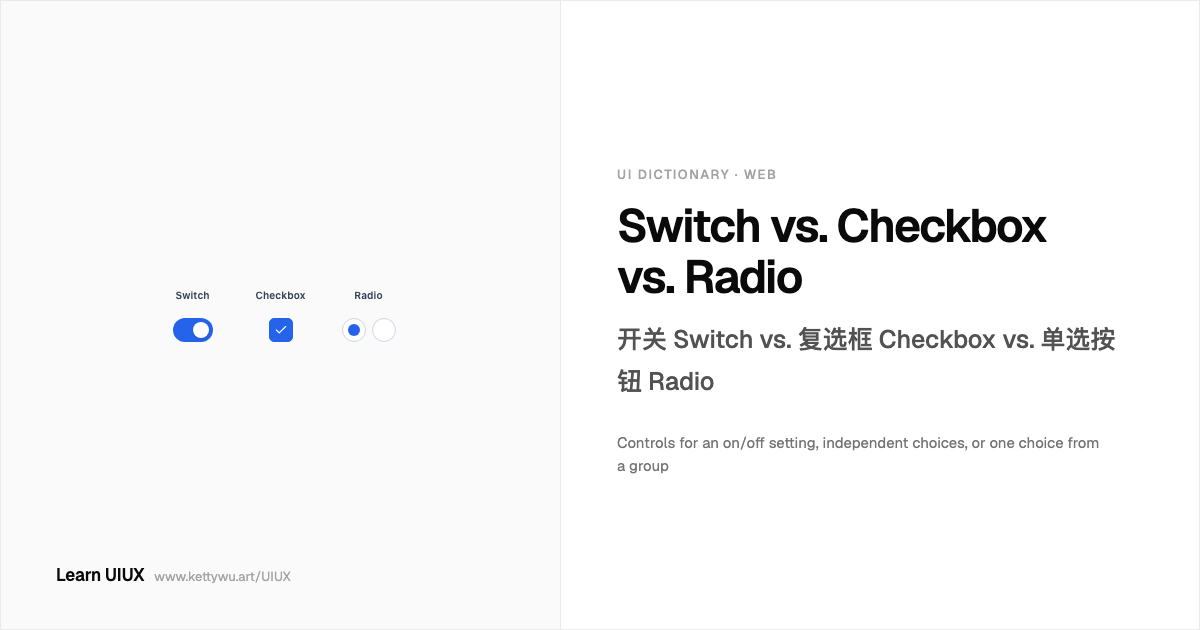 Switch
Checkbox
Radio
Learn UIUX www.kettywu.art/UIUX
UI DICTIONARY · WEB
Switch vs. Checkbox
vs. Radio
开关 Switch vs. 复选框 Checkbox vs. 单选按
钮 Radio
Controls for an on/off setting, independent choices, or one choice from
a group